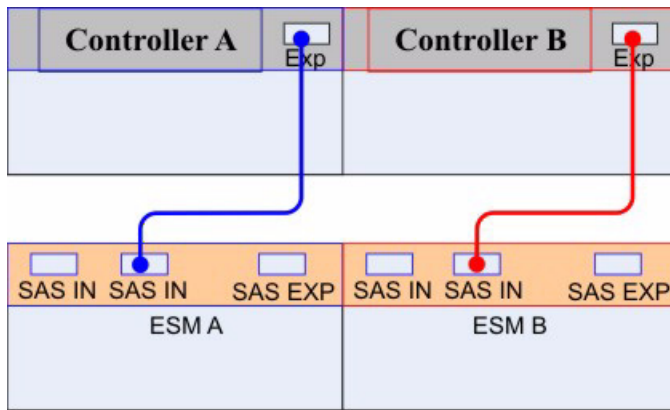 Controller A
Exp
Controller B
Exp
SAS IN
SAS IN
SAS EXP
SAS IN
SAS IN
SAS EXP
ESM A
ESM B